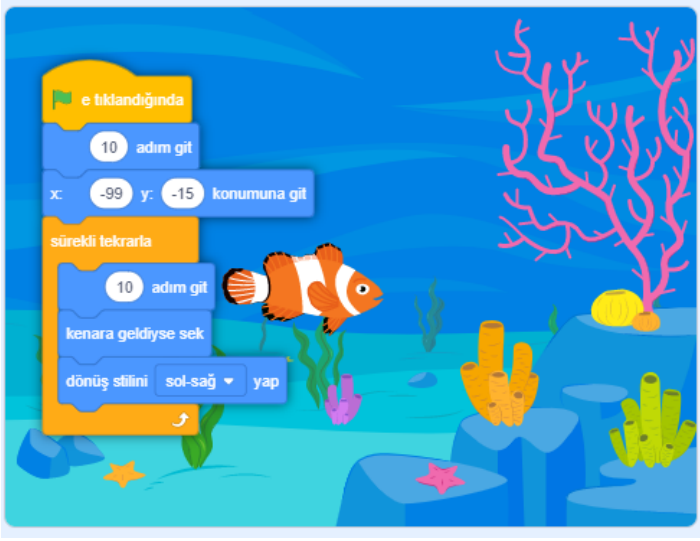 e tıklandığında
10 adım git
x: -99 y: -15 konumuna git
sürekli tekrarla
10 adım git
kenara geldiyse sek
dönüş stilini sol-sağ yap